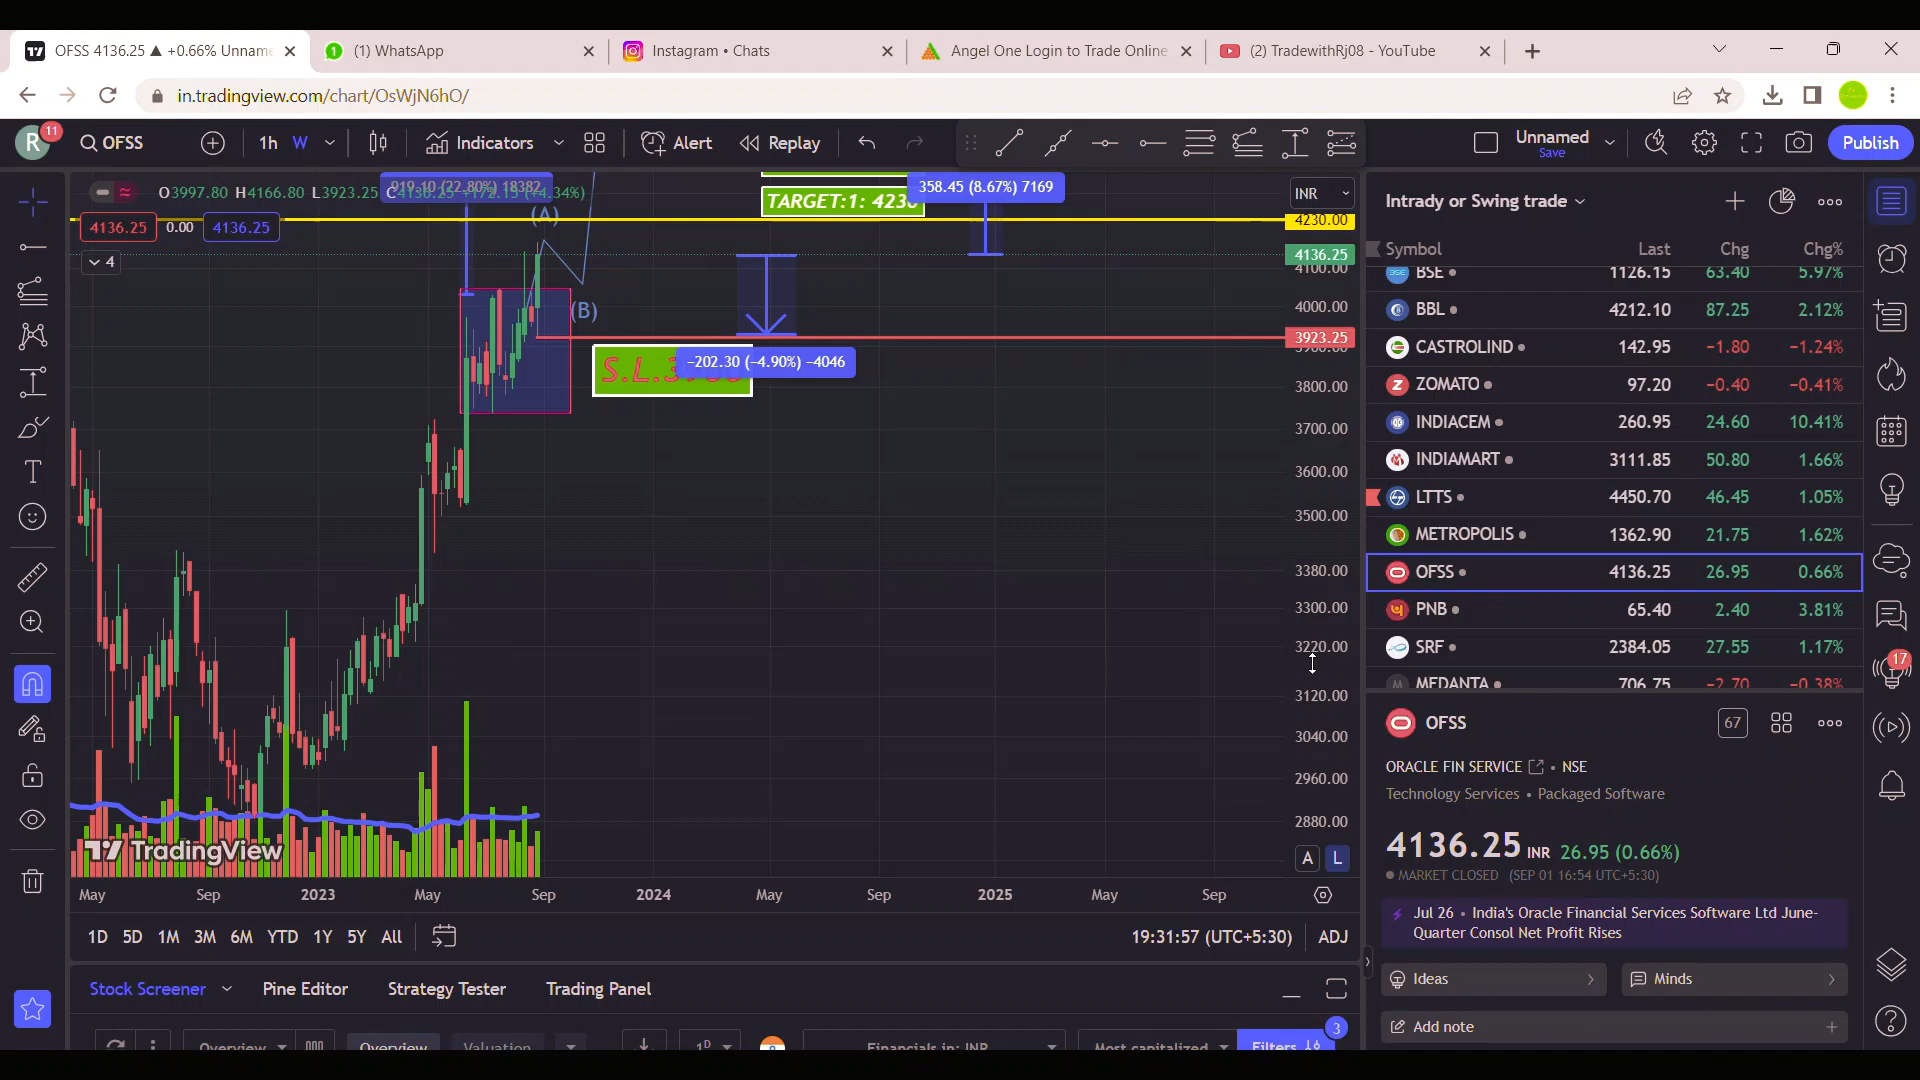 OFSS 4136.25 ▲ +0.66% Unname
(1) WhatsApp
Instagram • Chats
Angel One Login to Trade Online
(2) TradewithRj08 - YouTube
in.tradingview.com/chart/OsWjN6hO/
R
11
OFSS
1h
W
Indicators
Alert
Replay
Unnamed
Save
Publish
O3997.80 H4166.80 L3923.25 C4136.25 +172.15 (+4.34%)
919.10 (22.80%) 18382
TARGET:1: 4230
358.45 (8.67%) 7169
INR
4136.25
0.00
4136.25
4
(A)
(B)
S.L.3
−202.30 (−4.90%) −4046
4230.00
4136.25
4100.00
4000.00
3923.25
3900.00
3800.00
3700.00
3600.00
3500.00
3380.00
3300.00
3220.00
3120.00
3040.00
2960.00
2880.00
A
L
TradingView
May
Sep
2023
May
Sep
2024
May
Sep
2025
May
Sep
1D
5D
1M
3M
6M
YTD
1Y
5Y
All
19:31:57 (UTC+5:30)
ADJ
Stock Screener
Pine Editor
Strategy Tester
Trading Panel
Overview
Overview
Valuation
1D
Financials in: INR
Most capitalized
Filters
3
Intrady or Swing trade
Symbol Last Chg Chg%
BSE 1126.15 63.40 5.97%
BBL 4212.10 87.25 2.12%
CASTROLIND 142.95 −1.80 −1.24%
ZOMATO 97.20 −0.40 −0.41%
INDIACEM 260.95 24.60 10.41%
INDIAMART 3111.85 50.80 1.66%
LTTS 4450.70 46.45 1.05%
METROPOLIS 1362.90 21.75 1.62%
OFSS 4136.25 26.95 0.66%
PNB 65.40 2.40 3.81%
SRF 2384.05 27.55 1.17%
MEDANTA 706.75 −2.70 −0.38%
OFSS
67
ORACLE FIN SERVICE • NSE
Technology Services • Packaged Software
4136.25 INR 26.95 (0.66%)
MARKET CLOSED (SEP 01 16:54 UTC+5:30)
Jul 26 • India's Oracle Financial Services Software Ltd June-
Quarter Consol Net Profit Rises
Ideas
Minds
Add note
17